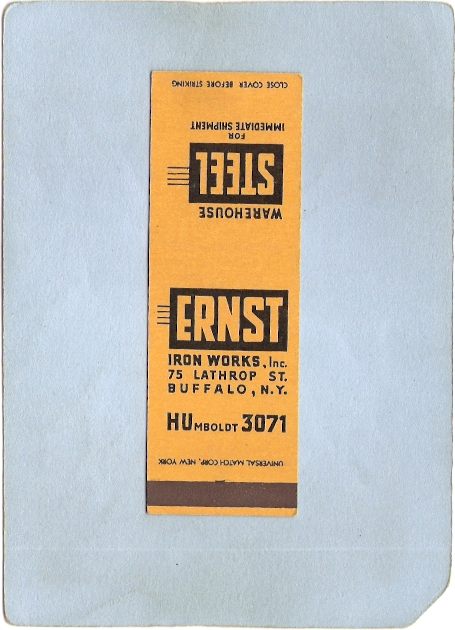 CLOSE COVER BEFORE STRIKING
WAREHOUSE
STEEL
FOR
IMMEDIATE SHIPMENT
ERNST
IRON WORKS, Inc.
75 LATHROP ST.
BUFFALO, N.Y.
HUMBOLDT 3071
UNIVERSAL MATCH CORP., NEW YORK